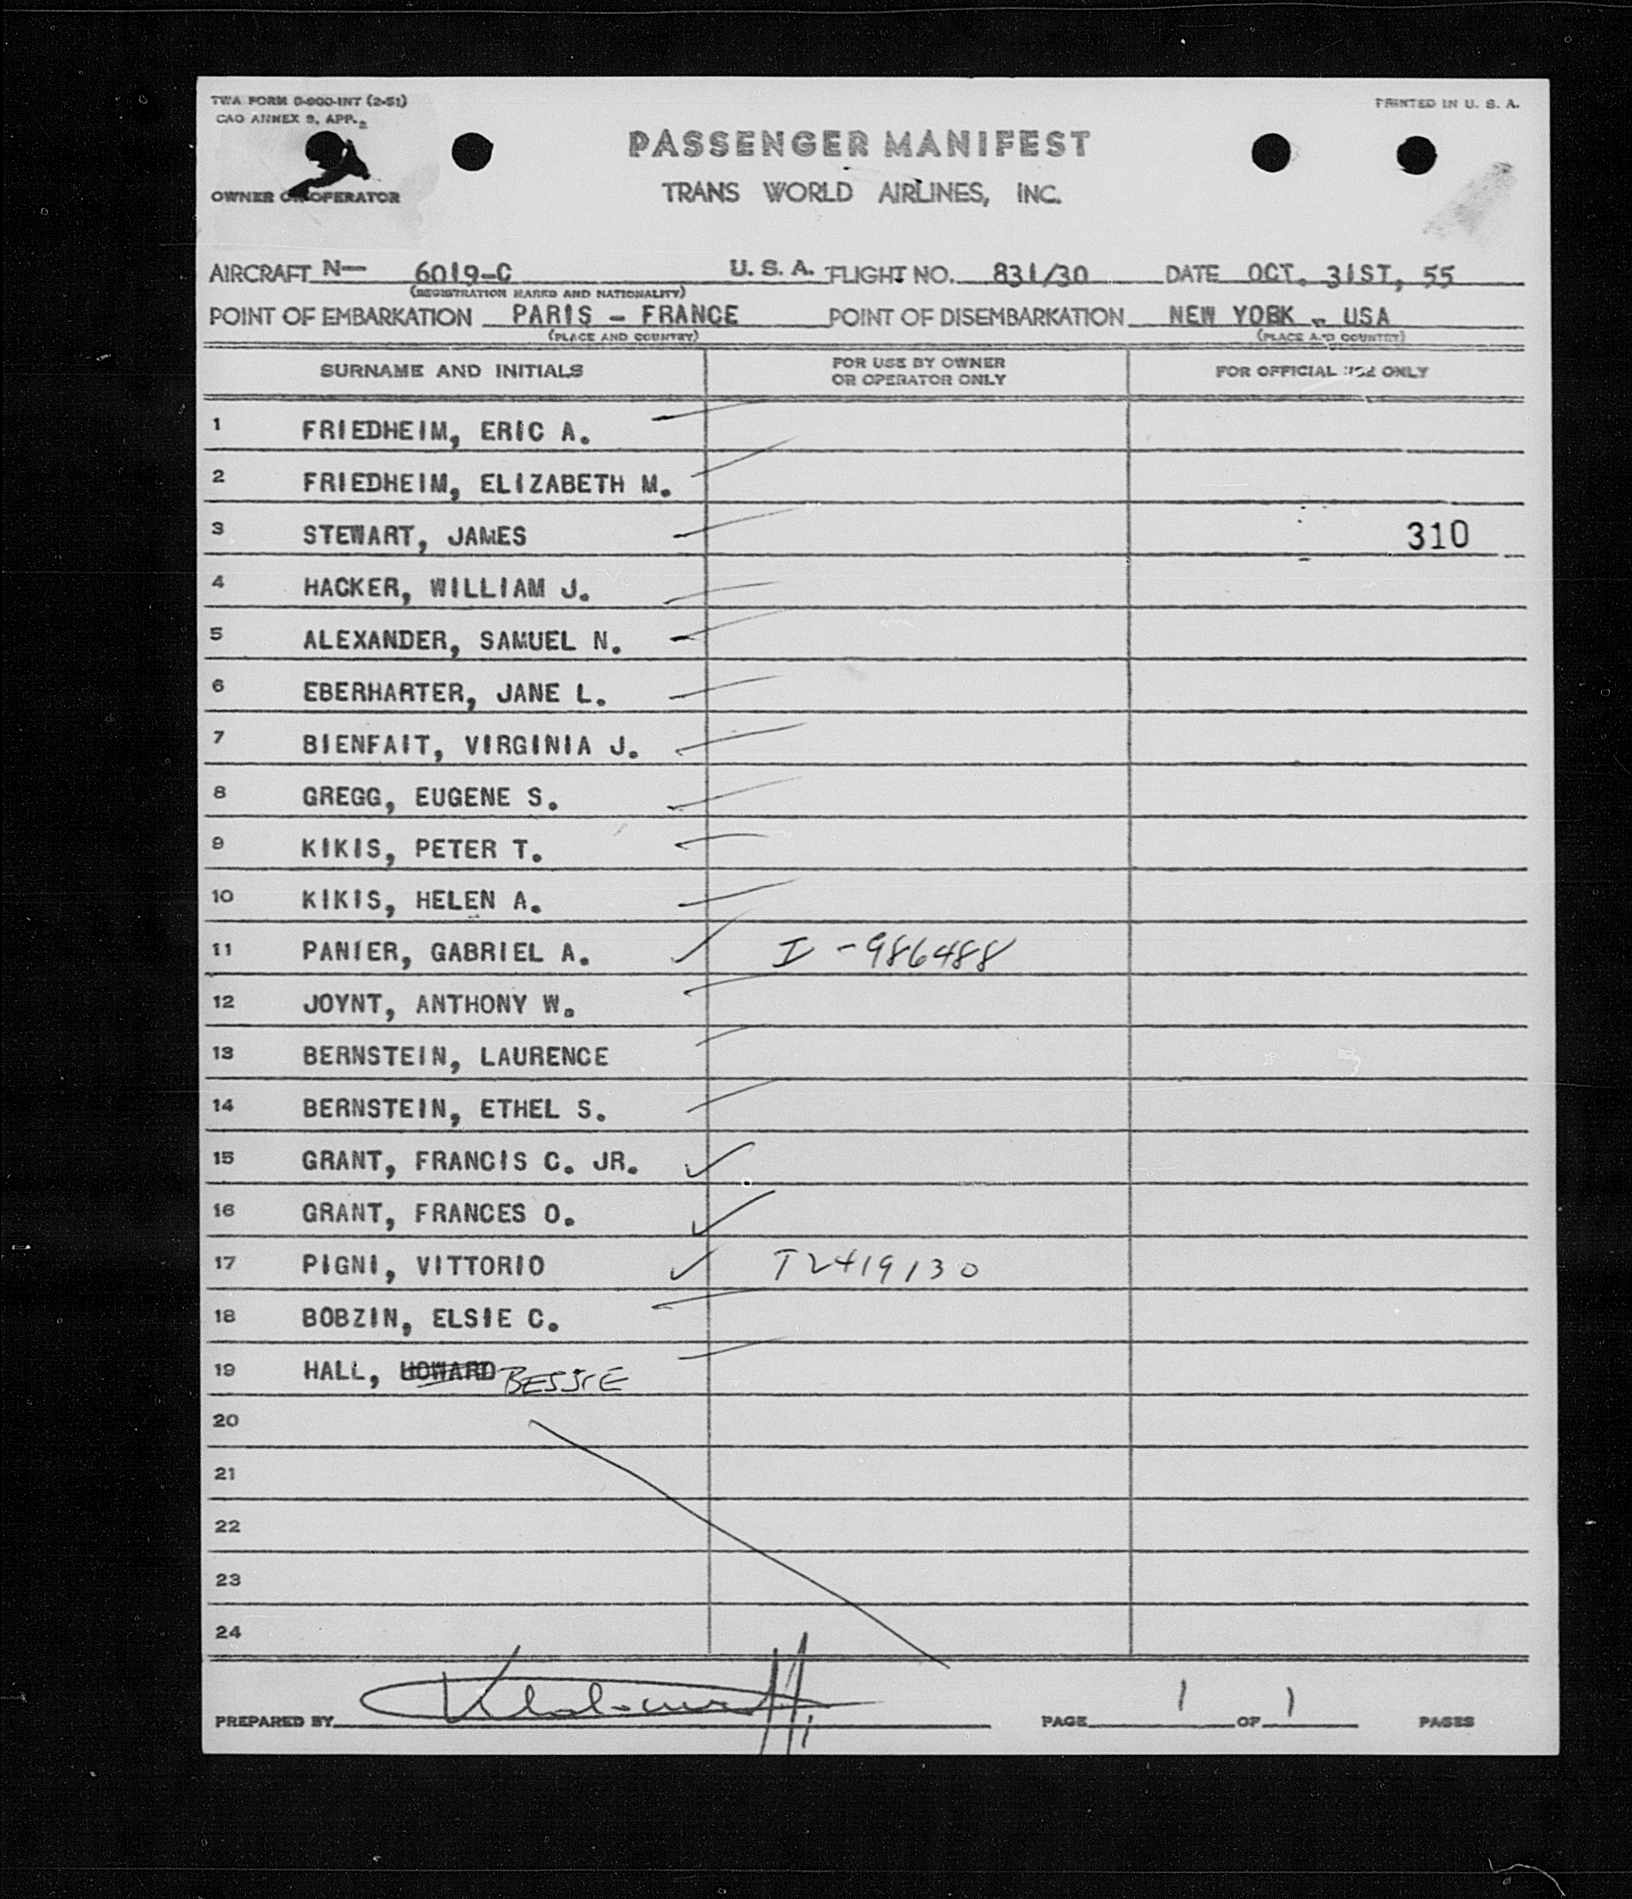 TWA FORM 0-900-INT (2-51)
CAO ANNEX 9, APP. 2
PRINTED IN U. S. A.
PASSENGER MANIFEST
OWNER OR OPERATOR
TRANS WORLD AIRLINES, INC.
AIRCRAFT N— 6019-C U. S. A. FLIGHT NO. 831/30 DATE OCT. 31ST, 55
(REGISTRATION MARKS AND NATIONALITY)
POINT OF EMBARKATION PARIS - FRANCE POINT OF DISEMBARKATION NEW YORK - USA
(PLACE AND COUNTRY) (PLACE AND COUNTRY)
SURNAME AND INITIALS FOR USE BY OWNER OR OPERATOR ONLY FOR OFFICIAL USE ONLY
1 FRIEDHEIM, ERIC A.
2 FRIEDHEIM, ELIZABETH M.
3 STEWART, JAMES 310
4 HACKER, WILLIAM J.
5 ALEXANDER, SAMUEL N.
6 EBERHARTER, JANE L.
7 BIENFAIT, VIRGINIA J.
8 GREGG, EUGENE S.
9 KIKIS, PETER T.
10 KIKIS, HELEN A.
11 PANIER, GABRIEL A. I-986488
12 JOYNT, ANTHONY W.
13 BERNSTEIN, LAURENCE
14 BERNSTEIN, ETHEL S.
15 GRANT, FRANCIS C. JR.
16 GRANT, FRANCES O.
17 PIGNI, VITTORIO T2419130
18 BOBZIN, ELSIE C.
19 HALL, HOWARD BESSIE
20
21
22
23
24
PREPARED BY PAGE 1 OF 1 PAGES